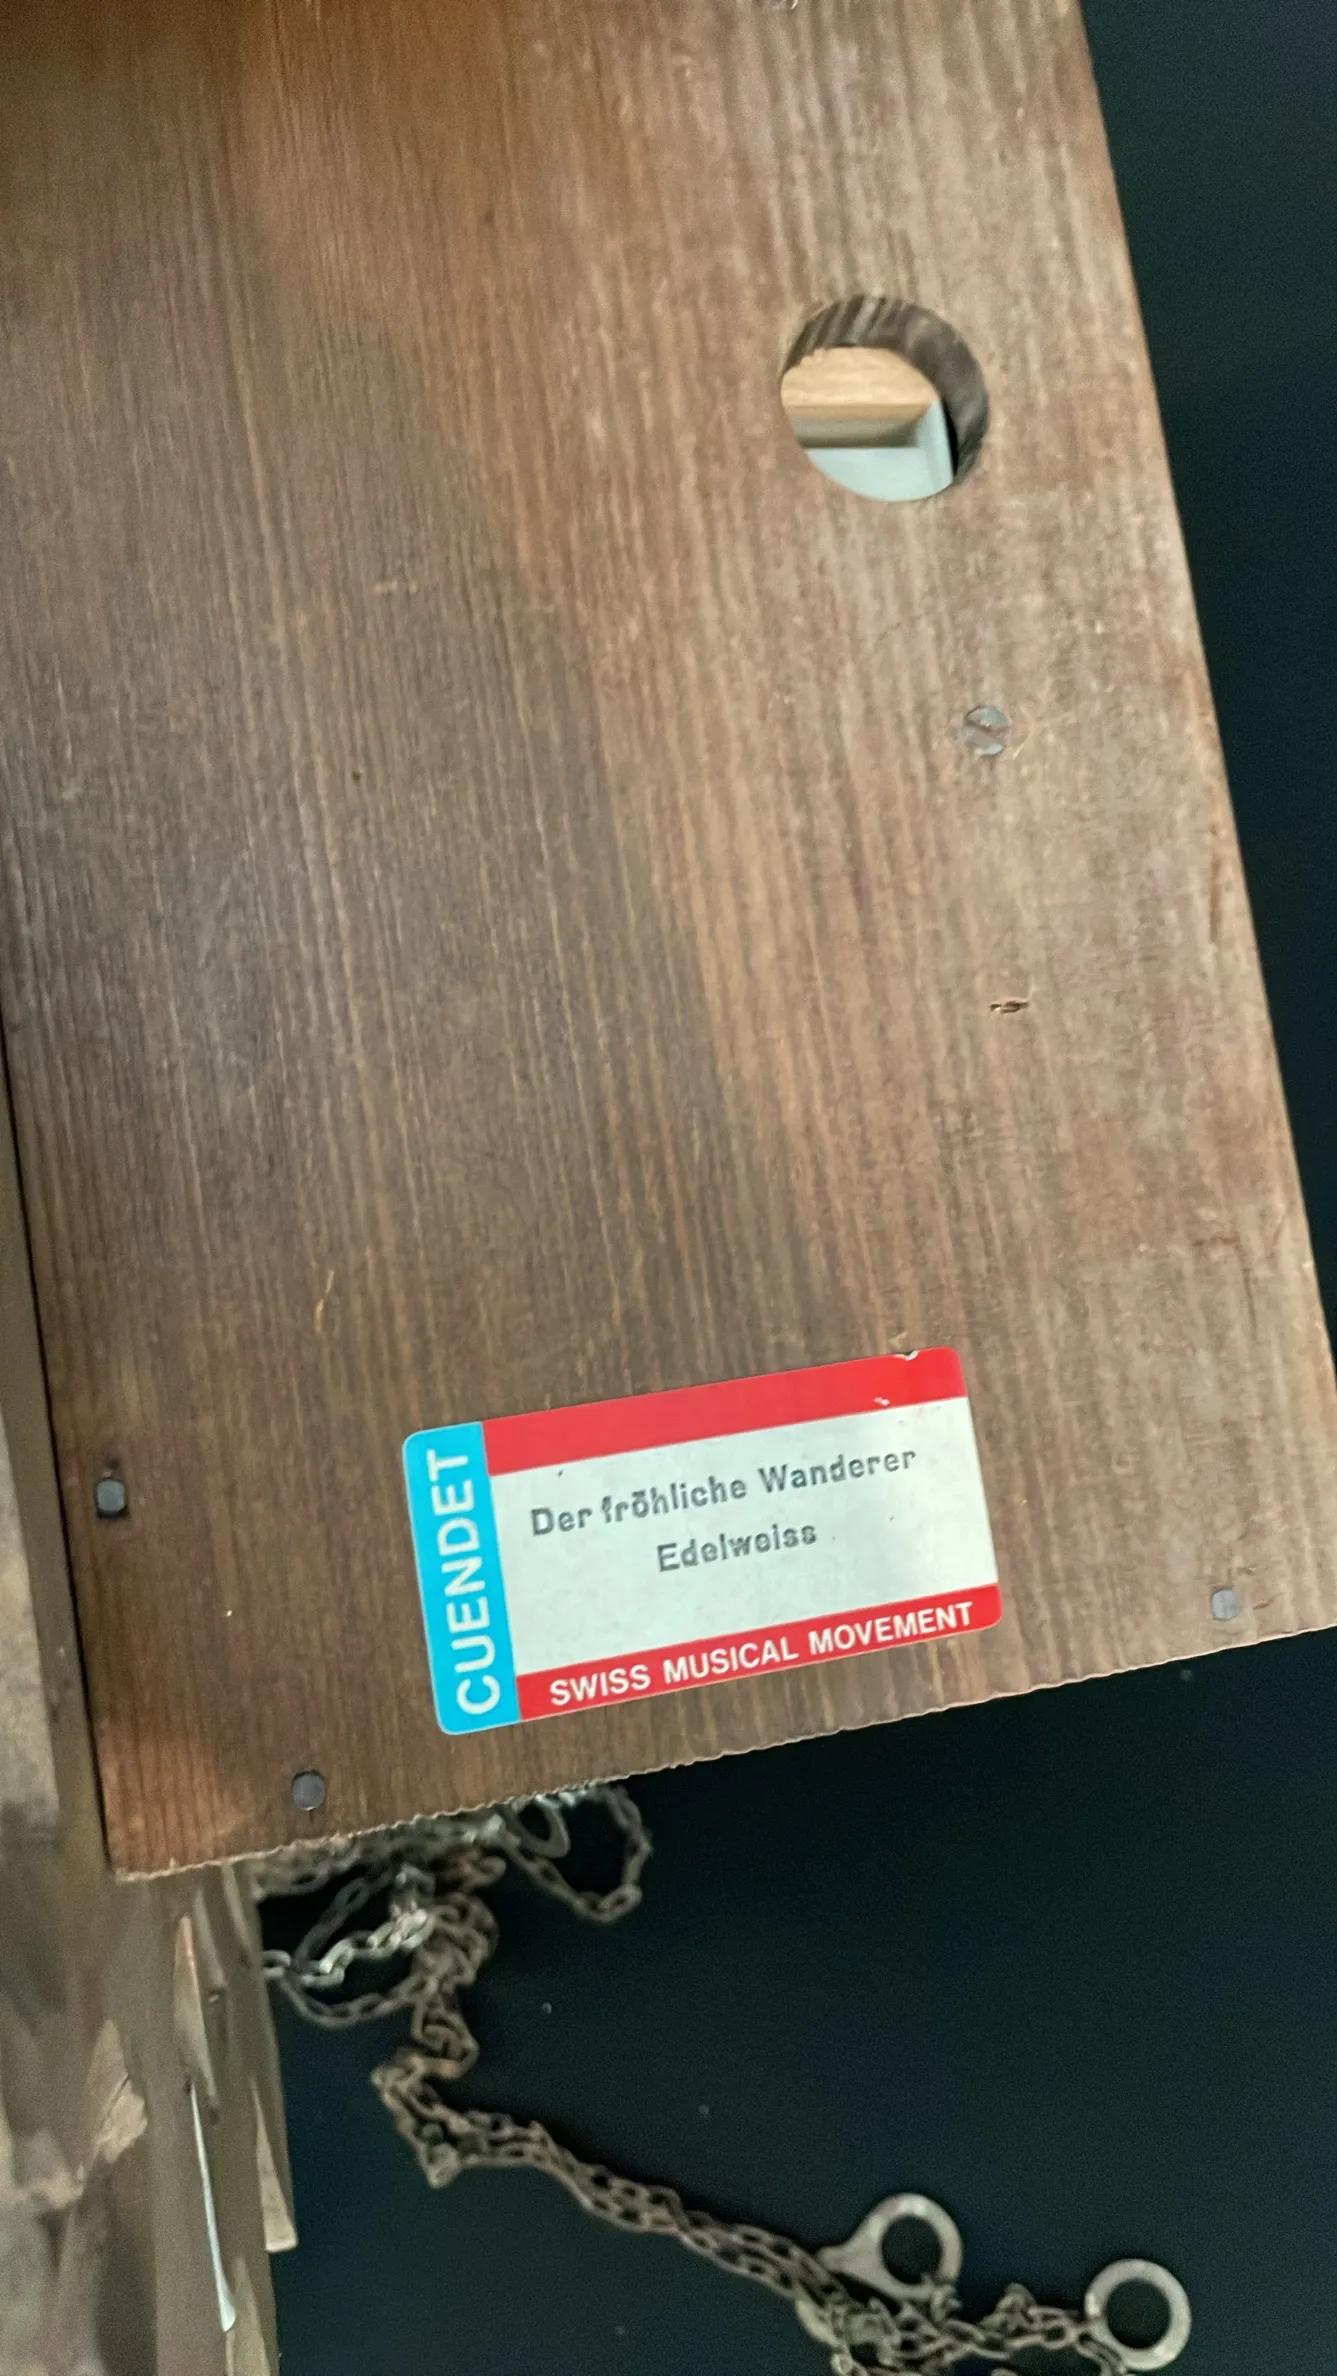 CUENDET
Der fröhliche Wanderer
Edelweiss
SWISS MUSICAL MOVEMENT